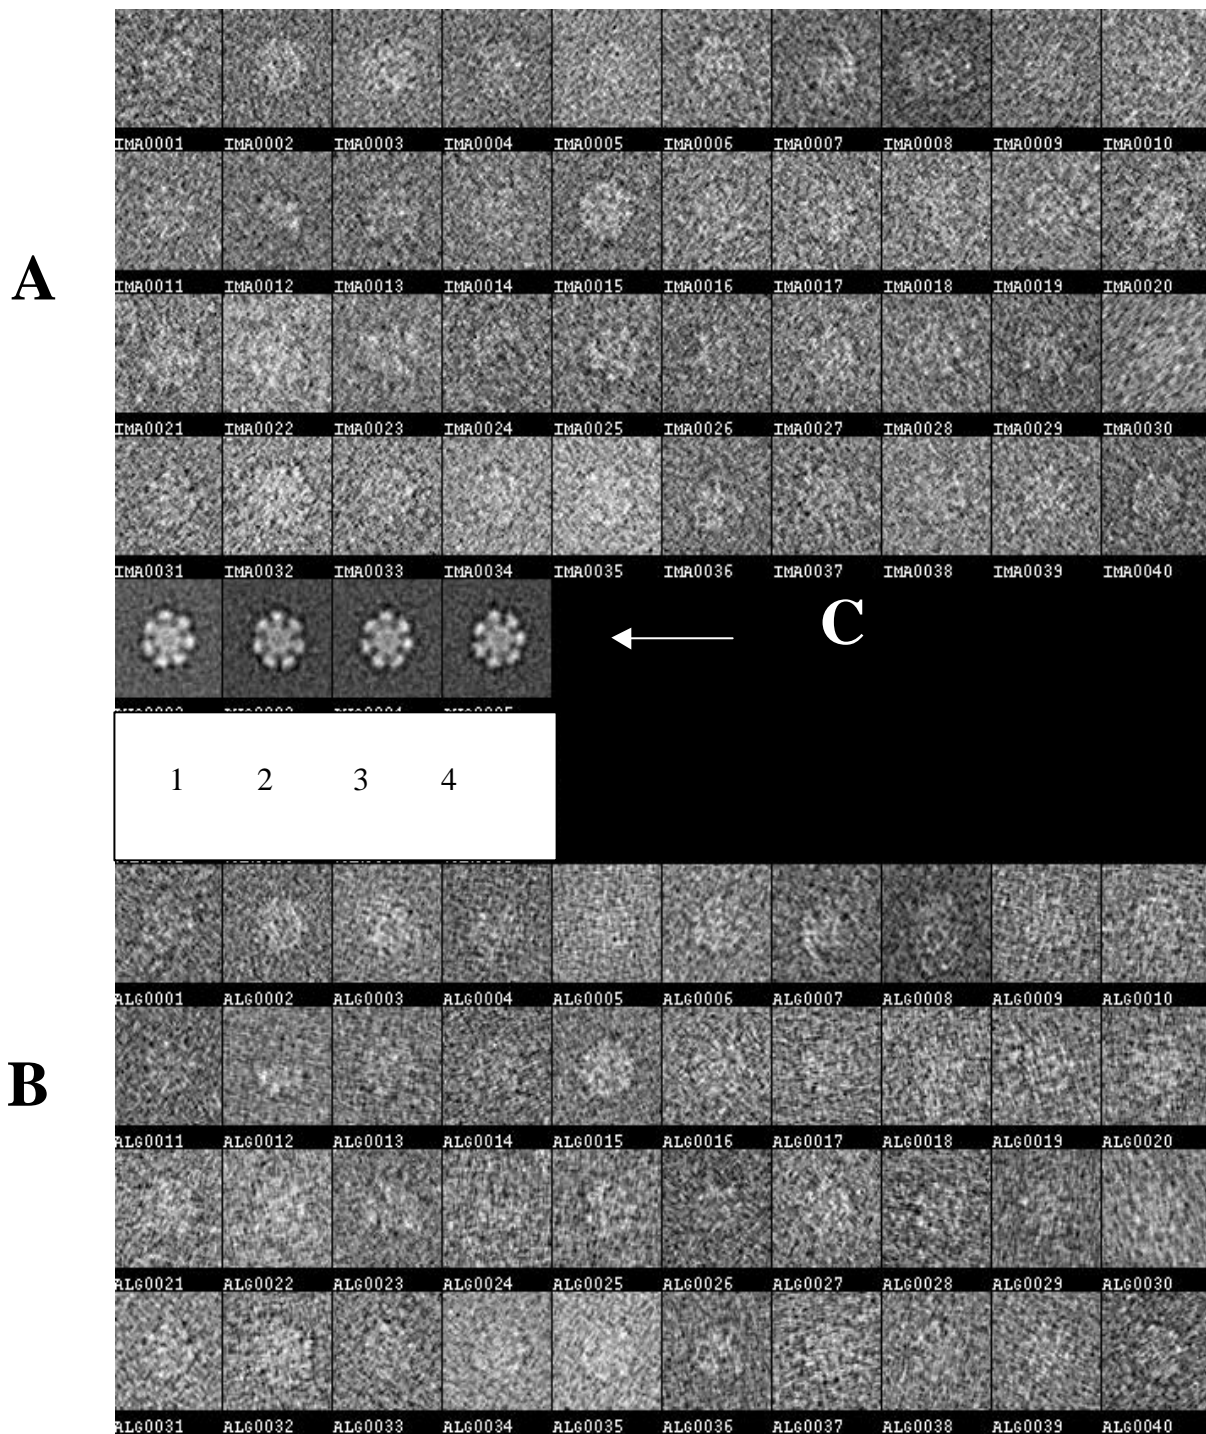 IMA0001 IMA0002 IMA0003 IMA0004 IMA0005 IMA0006 IMA0007 IMA0008 IMA0009 IMA0010
A
IMA0011 IMA0012 IMA0013 IMA0014 IMA0015 IMA0016 IMA0017 IMA0018 IMA0019 IMA0020
IMA0021 IMA0022 IMA0023 IMA0024 IMA0025 IMA0026 IMA0027 IMA0028 IMA0029 IMA0030
IMA0031 IMA0032 IMA0033 IMA0034 IMA0035 IMA0036 IMA0037 IMA0038 IMA0039 IMA0040
C
1 2 3 4
ALG0001 ALG0002 ALG0003 ALG0004 ALG0005 ALG0006 ALG0007 ALG0008 ALG0009 ALG0010
B
ALG0011 ALG0012 ALG0013 ALG0014 ALG0015 ALG0016 ALG0017 ALG0018 ALG0019 ALG0020
ALG0021 ALG0022 ALG0023 ALG0024 ALG0025 ALG0026 ALG0027 ALG0028 ALG0029 ALG0030
ALG0031 ALG0032 ALG0033 ALG0034 ALG0035 ALG0036 ALG0037 ALG0038 ALG0039 ALG0040